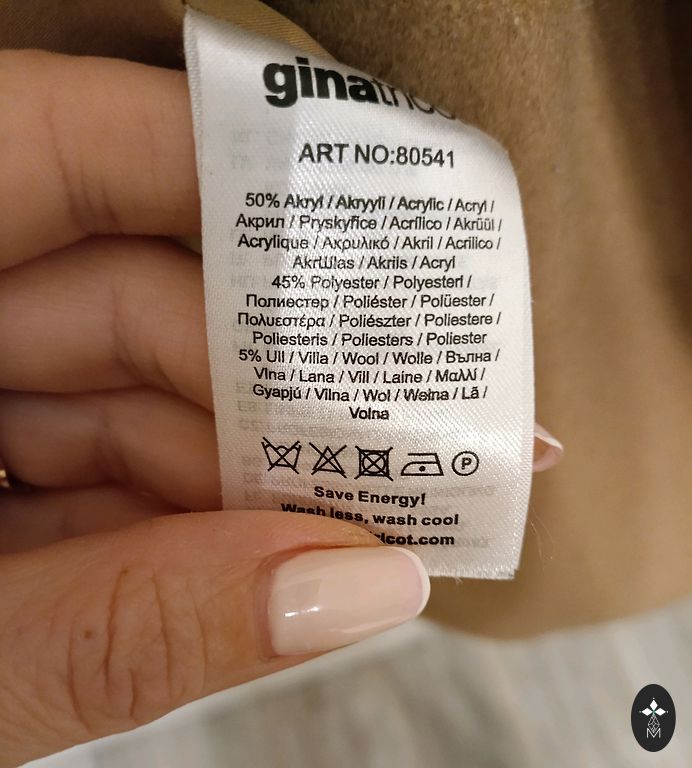 ginatricot
ART NO:80541
50% Akryl / Akryyli / Acrylic / Acryl /
Акрил / Pryskyřice / Acrílico / Akrüül /
Acrylique / Ακρυλικό / Akril / Acrilico /
Akrilas / Akrils / Acryl
45% Polyester / Polyesteri /
Полиестер / Poliéster / Polüester /
Πολυεστέρα / Poliészter / Poliestere /
Poliesteris / Poliesters / Poliester
5% Ull / Villa / Wool / Wolle / Вълна /
Vlna / Lana / Vill / Laine / Μαλλί /
Gyapjú / Vilna / Wol / Wełna / Lã /
Volna
P
Save Energy!
Wash less, wash cool
ricot.com
M